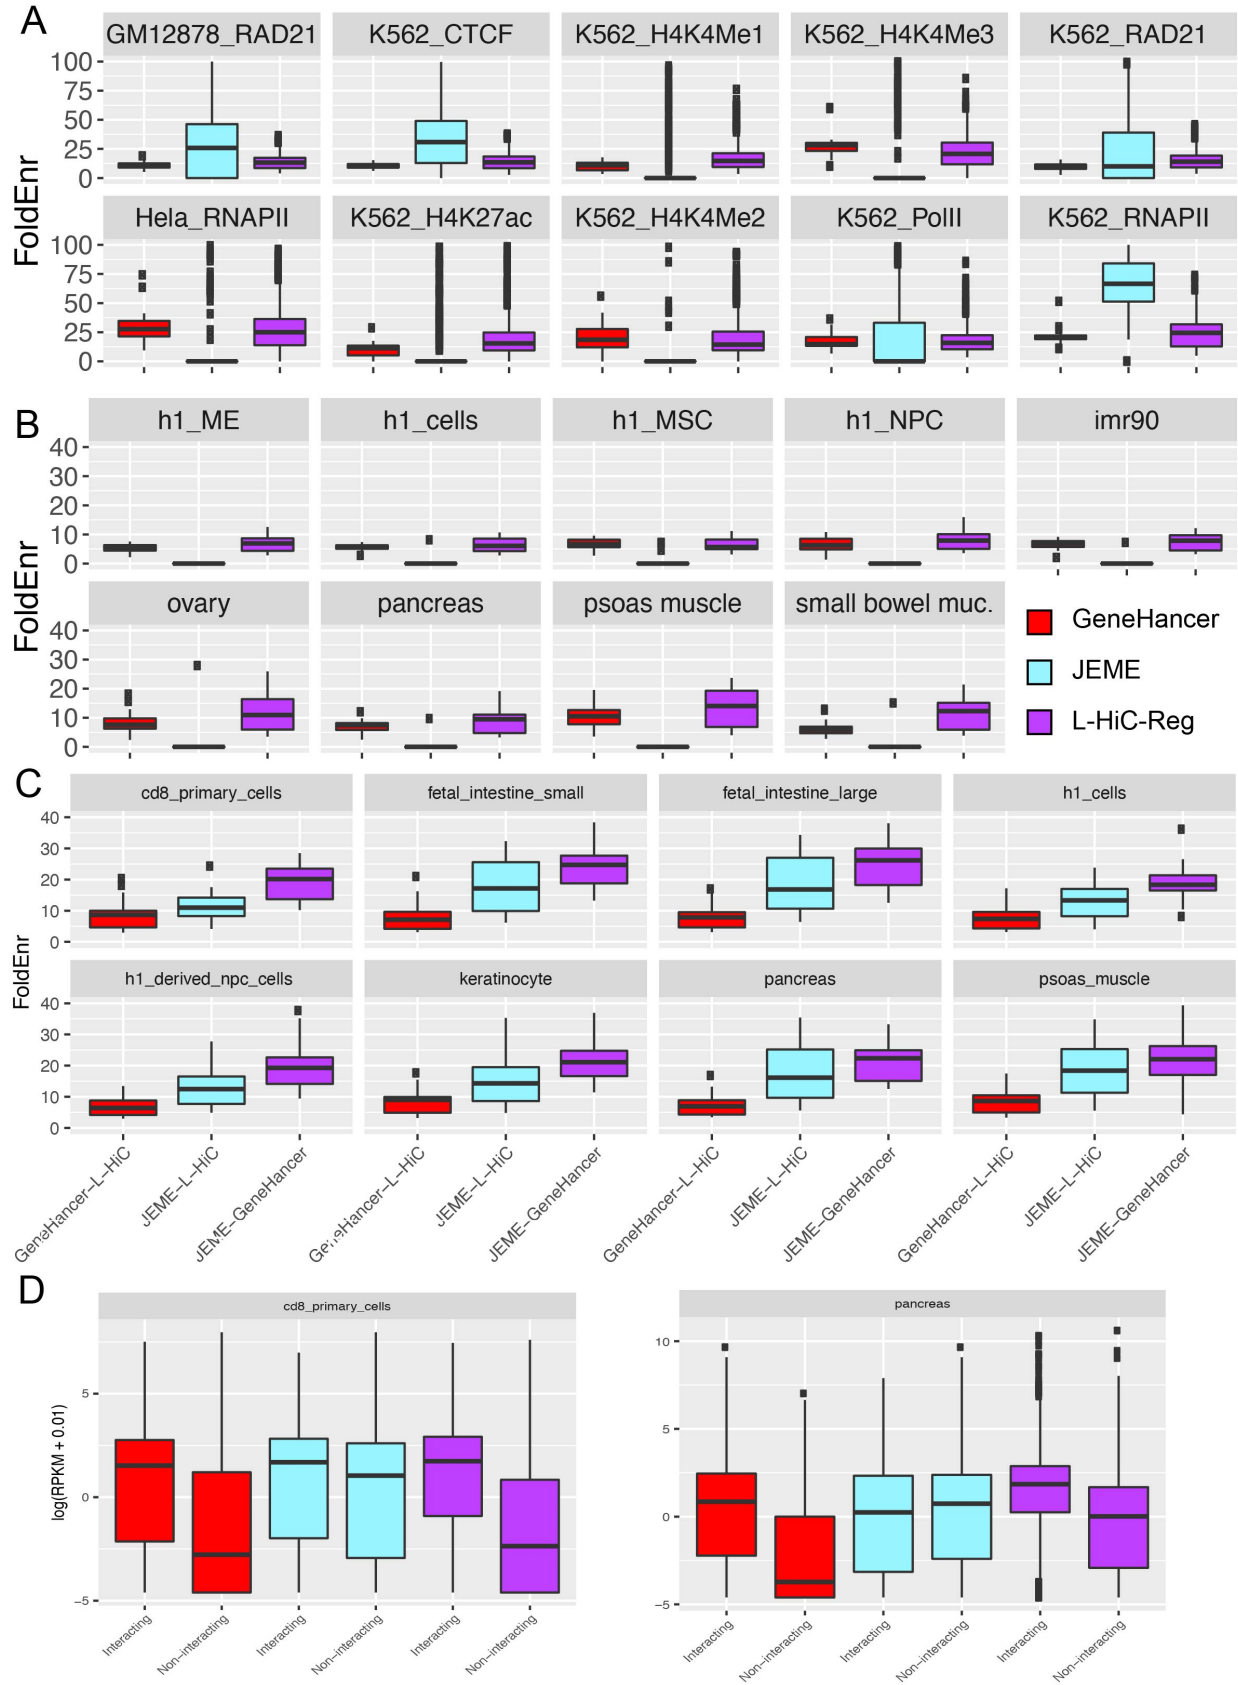 A
GM12878_RAD21 K562_CTCF K562_H4K4Me1 K562_H4K4Me3 K562_RAD21
FoldEnr
100
75
50
25
0
Hela_RNAPII K562_H4K27ac K562_H4K4Me2 K562_PolII K562_RNAPII
100
75
50
25
0
B
h1_ME h1_cells h1_MSC h1_NPC imr90
FoldEnr
40
30
20
10
0
ovary pancreas psoas muscle small bowel muc.
40
30
20
10
0
GeneHancer
JEME
L-HiC-Reg
C
cd8_primary_cells fetal_intestine_small fetal_intestine_large h1_cells
FoldEnr
40
30
20
10
0
h1_derived_npc_cells keratinocyte pancreas psoas_muscle
40
30
20
10
0
GeneHancer-L-HiC JEME-L-HiC JEME-GeneHancer GeneHancer-L-HiC JEME-L-HiC JEME-GeneHancer GeneHancer-L-HiC JEME-L-HiC JEME-GeneHancer GeneHancer-L-HiC JEME-L-HiC JEME-GeneHancer
D
cd8_primary_cells
log(RPKM + 0.01)
5
0
-5
Interacting Non-interacting Interacting Non-interacting Interacting Non-interacting
pancreas
10
5
0
-5
Interacting Non-interacting Interacting Non-interacting Interacting Non-interacting